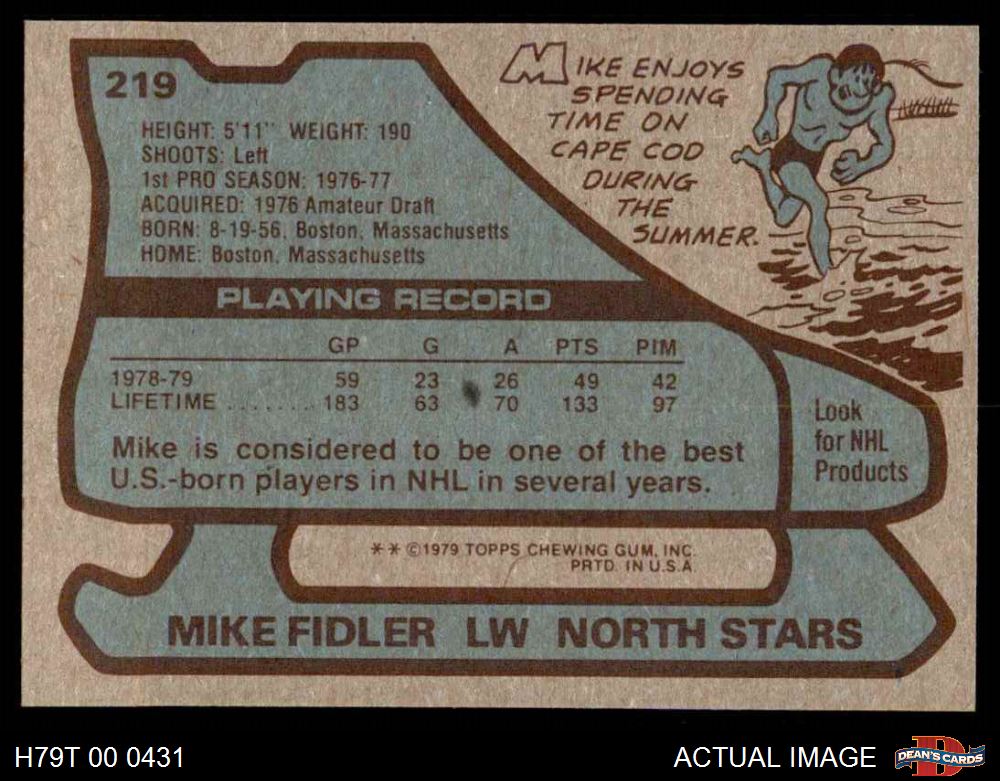 219
HEIGHT: 5'11" WEIGHT: 190
SHOOTS: Left
1st PRO SEASON: 1976-77
ACQUIRED: 1976 Amateur Draft
BORN: 8-19-56, Boston, Massachusetts
HOME: Boston, Massachusetts
MIKE ENJOYS
SPENDING
TIME ON
CAPE COD
DURING
THE
SUMMER.
PLAYING RECORD
GP G A PTS PIM
1978-79 59 23 26 49 42
LIFETIME ........ 183 63 70 133 97
Mike is considered to be one of the best
U.S.-born players in NHL in several years.
Look
for NHL
Products
** ©1979 TOPPS CHEWING GUM, INC.
PRTD. IN U.S.A
MIKE FIDLER LW NORTH STARS
H79T 00 0431
ACTUAL IMAGE
D
DEAN'S CARDS